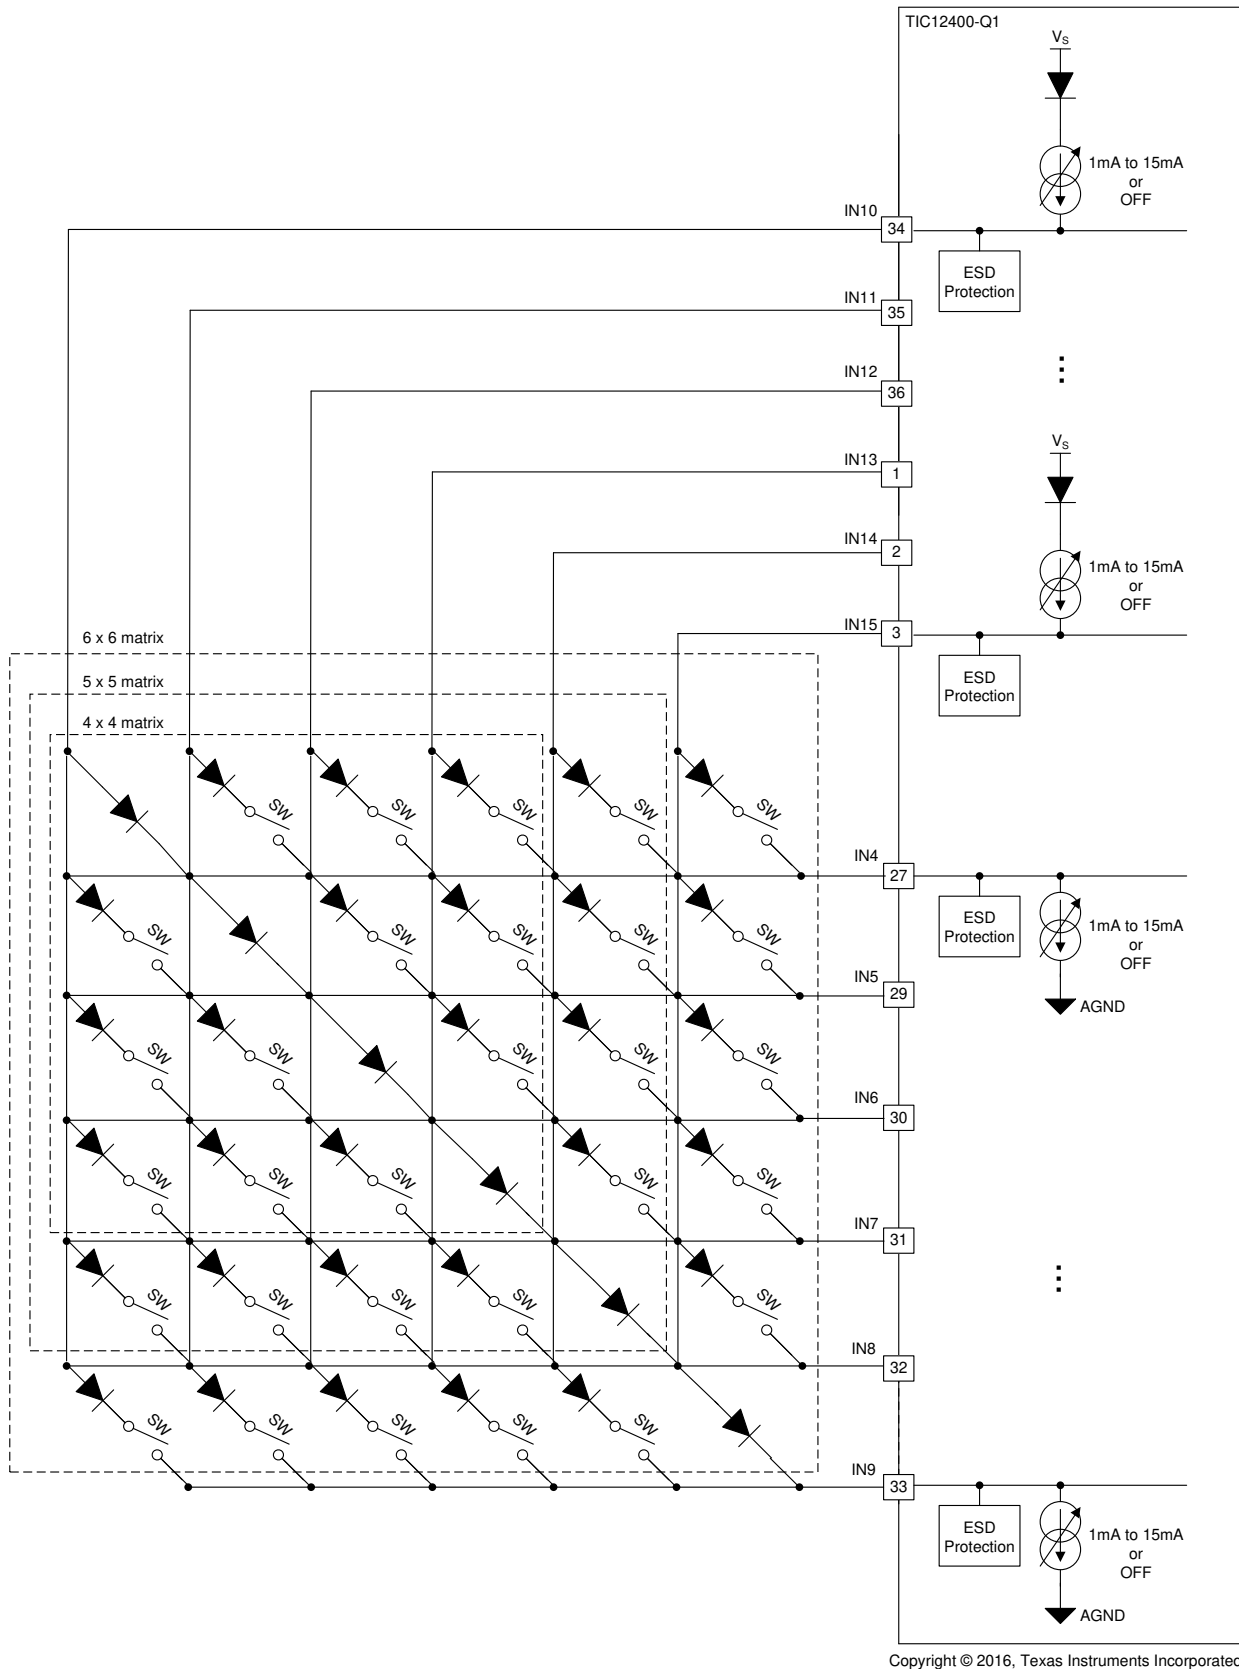 TIC12400-Q1
VS
1mA to 15mA
or
OFF
IN10
34
ESD
Protection
IN11
35
IN12
36
VS
IN13
1
IN14
2
1mA to 15mA
or
OFF
IN15
3
ESD
Protection
6 x 6 matrix
5 x 5 matrix
4 x 4 matrix
SW
SW
SW
SW
SW
IN4
27
ESD
Protection
1mA to 15mA
or
OFF
AGND
SW
SW
SW
SW
SW
IN5
29
SW
SW
SW
SW
SW
IN6
30
SW
SW
SW
SW
SW
IN7
31
SW
SW
SW
SW
SW
IN8
32
SW
SW
SW
SW
SW
IN9
33
ESD
Protection
1mA to 15mA
or
OFF
AGND
Copyright © 2016, Texas Instruments Incorporated